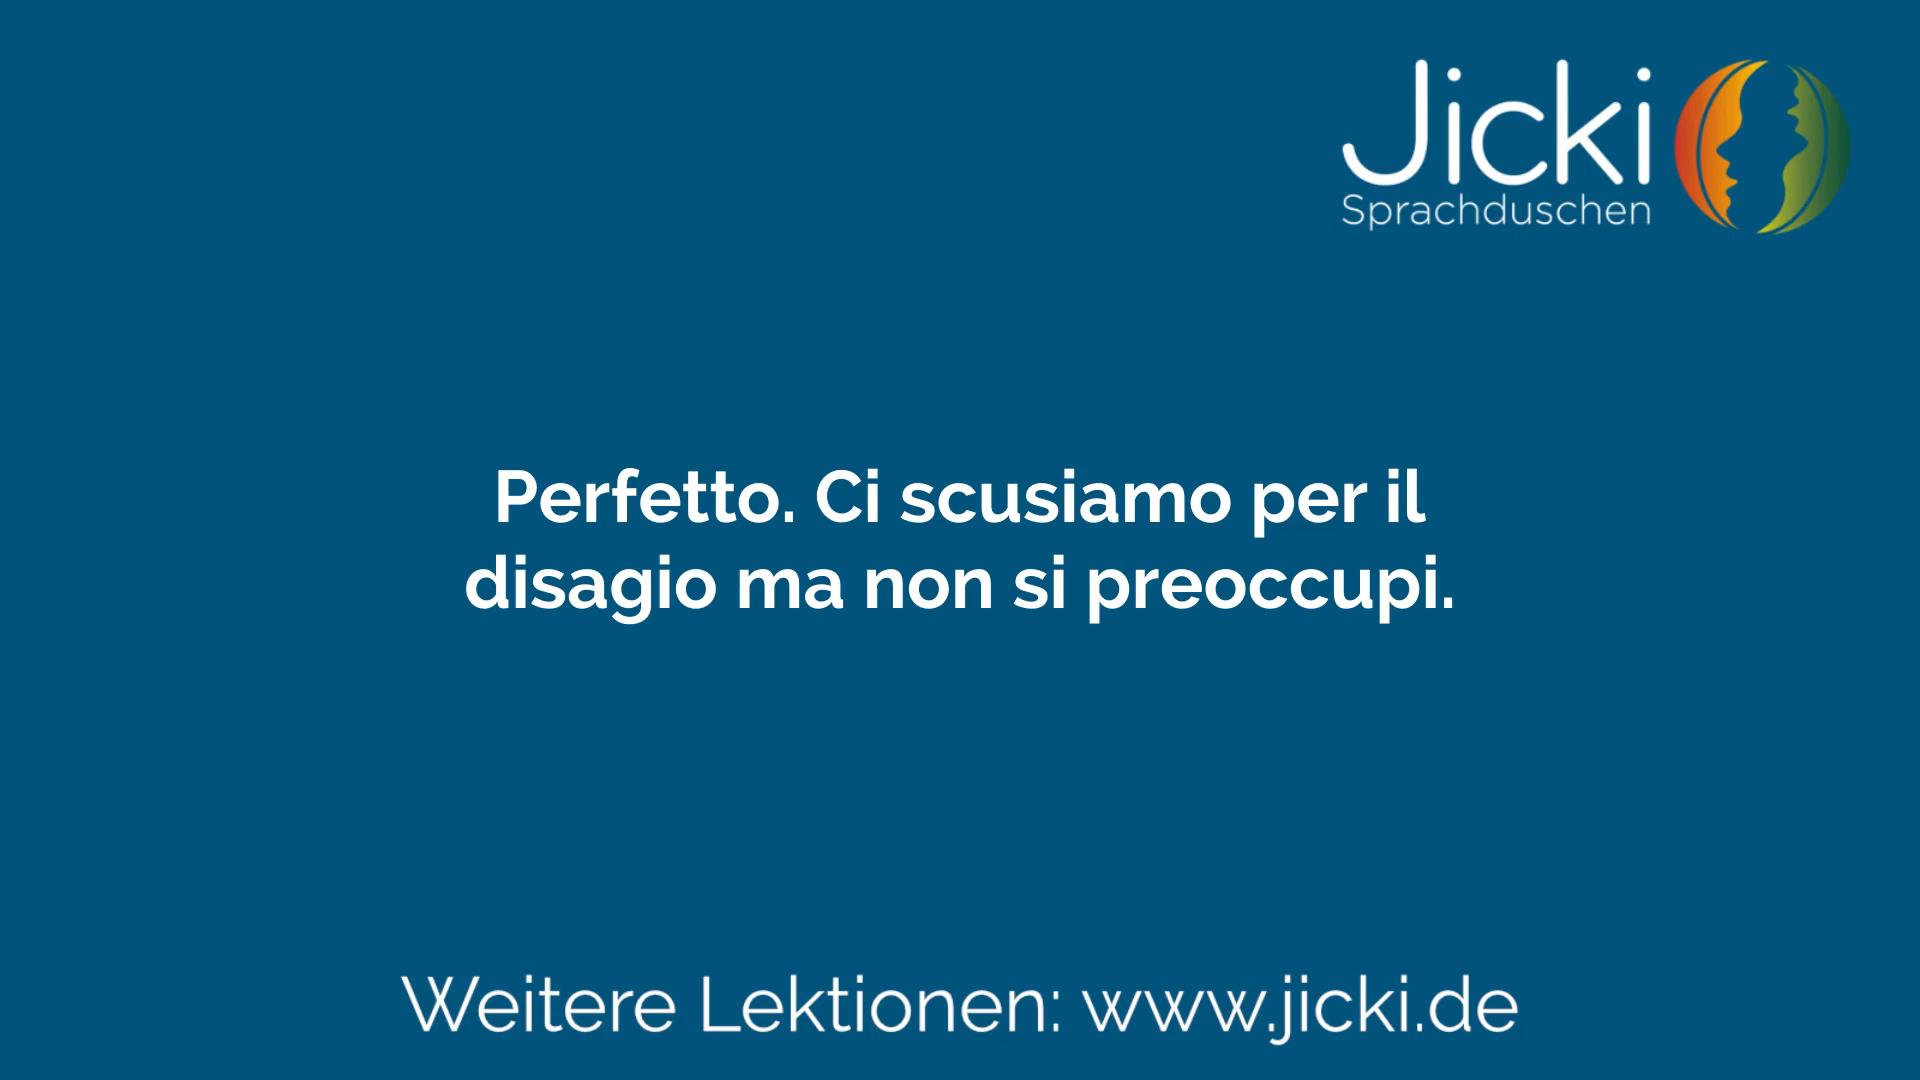 Jicki
Sprachduschen
Perfetto. Ci scusiamo per il
disagio ma non si preoccupi.
Weitere Lektionen: www.jicki.de